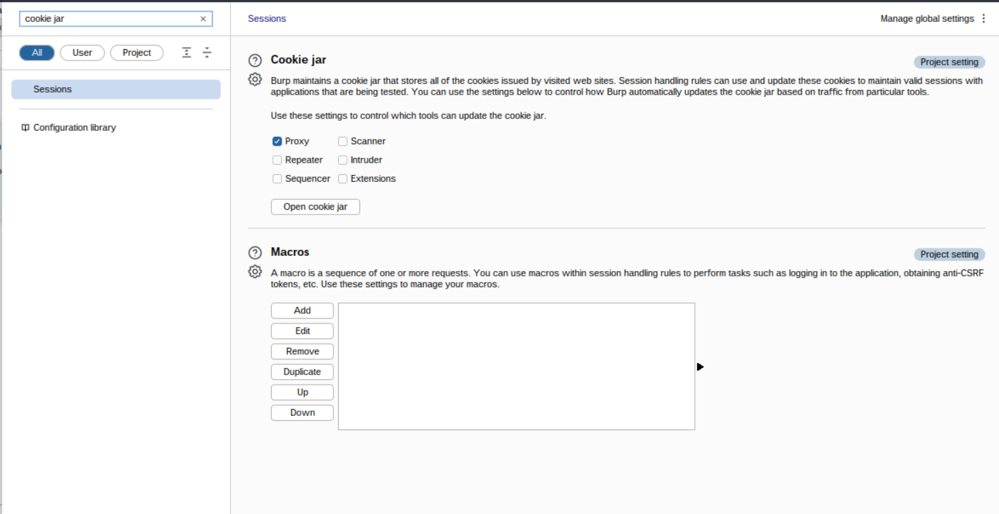 cookie jar
All
User
Project
Sessions
Configuration library
Sessions
Manage global settings
Cookie jar
Project setting
Burp maintains a cookie jar that stores all of the cookies issued by visited web sites. Session handling rules can use and update these cookies to maintain valid sessions with
applications that are being tested. You can use the settings below to control how Burp automatically updates the cookie jar based on traffic from particular tools.
Use these settings to control which tools can update the cookie jar.
Proxy
Scanner
Repeater
Intruder
Sequencer
Extensions
Open cookie jar
Macros
Project setting
A macro is a sequence of one or more requests. You can use macros within session handling rules to perform tasks such as logging in to the application, obtaining anti-CSRF
tokens, etc. Use these settings to manage your macros.
Add
Edit
Remove
Duplicate
Up
Down